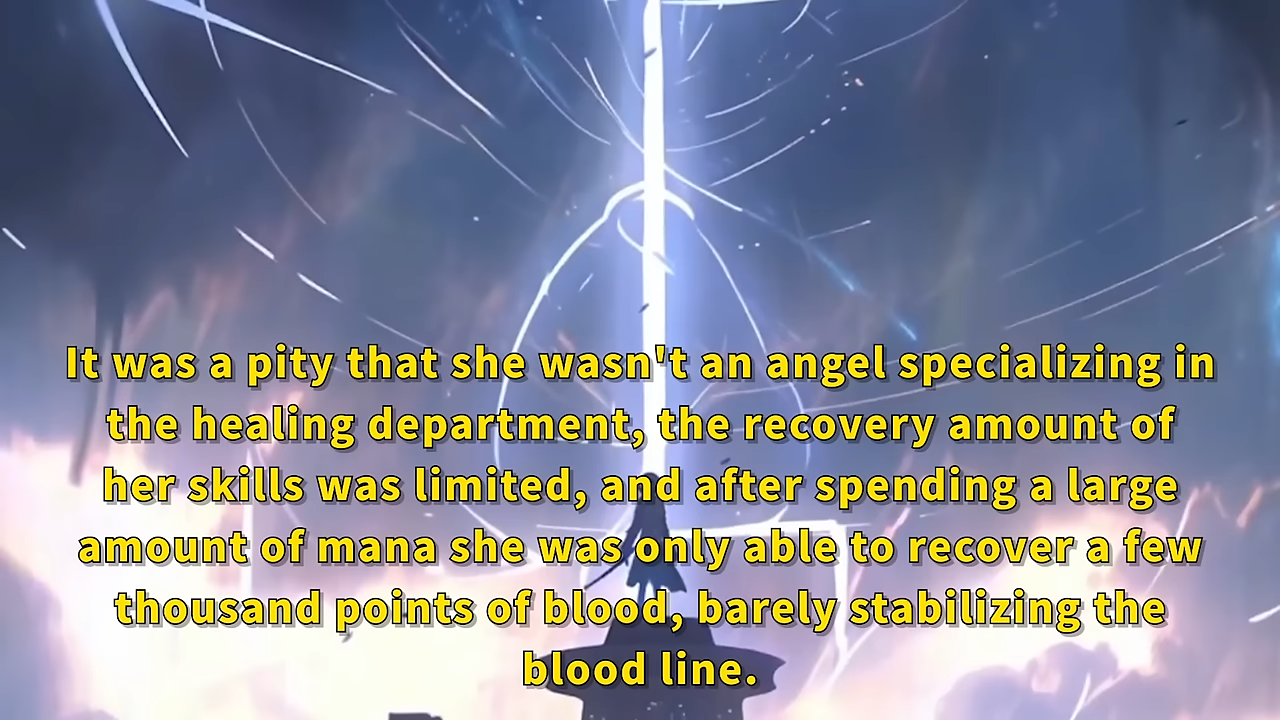 It was a pity that she wasn't an angel specializing in
the healing department, the recovery amount of
her skills was limited, and after spending a large
amount of mana she was only able to recover a few
thousand points of blood, barely stabilizing the
blood line.